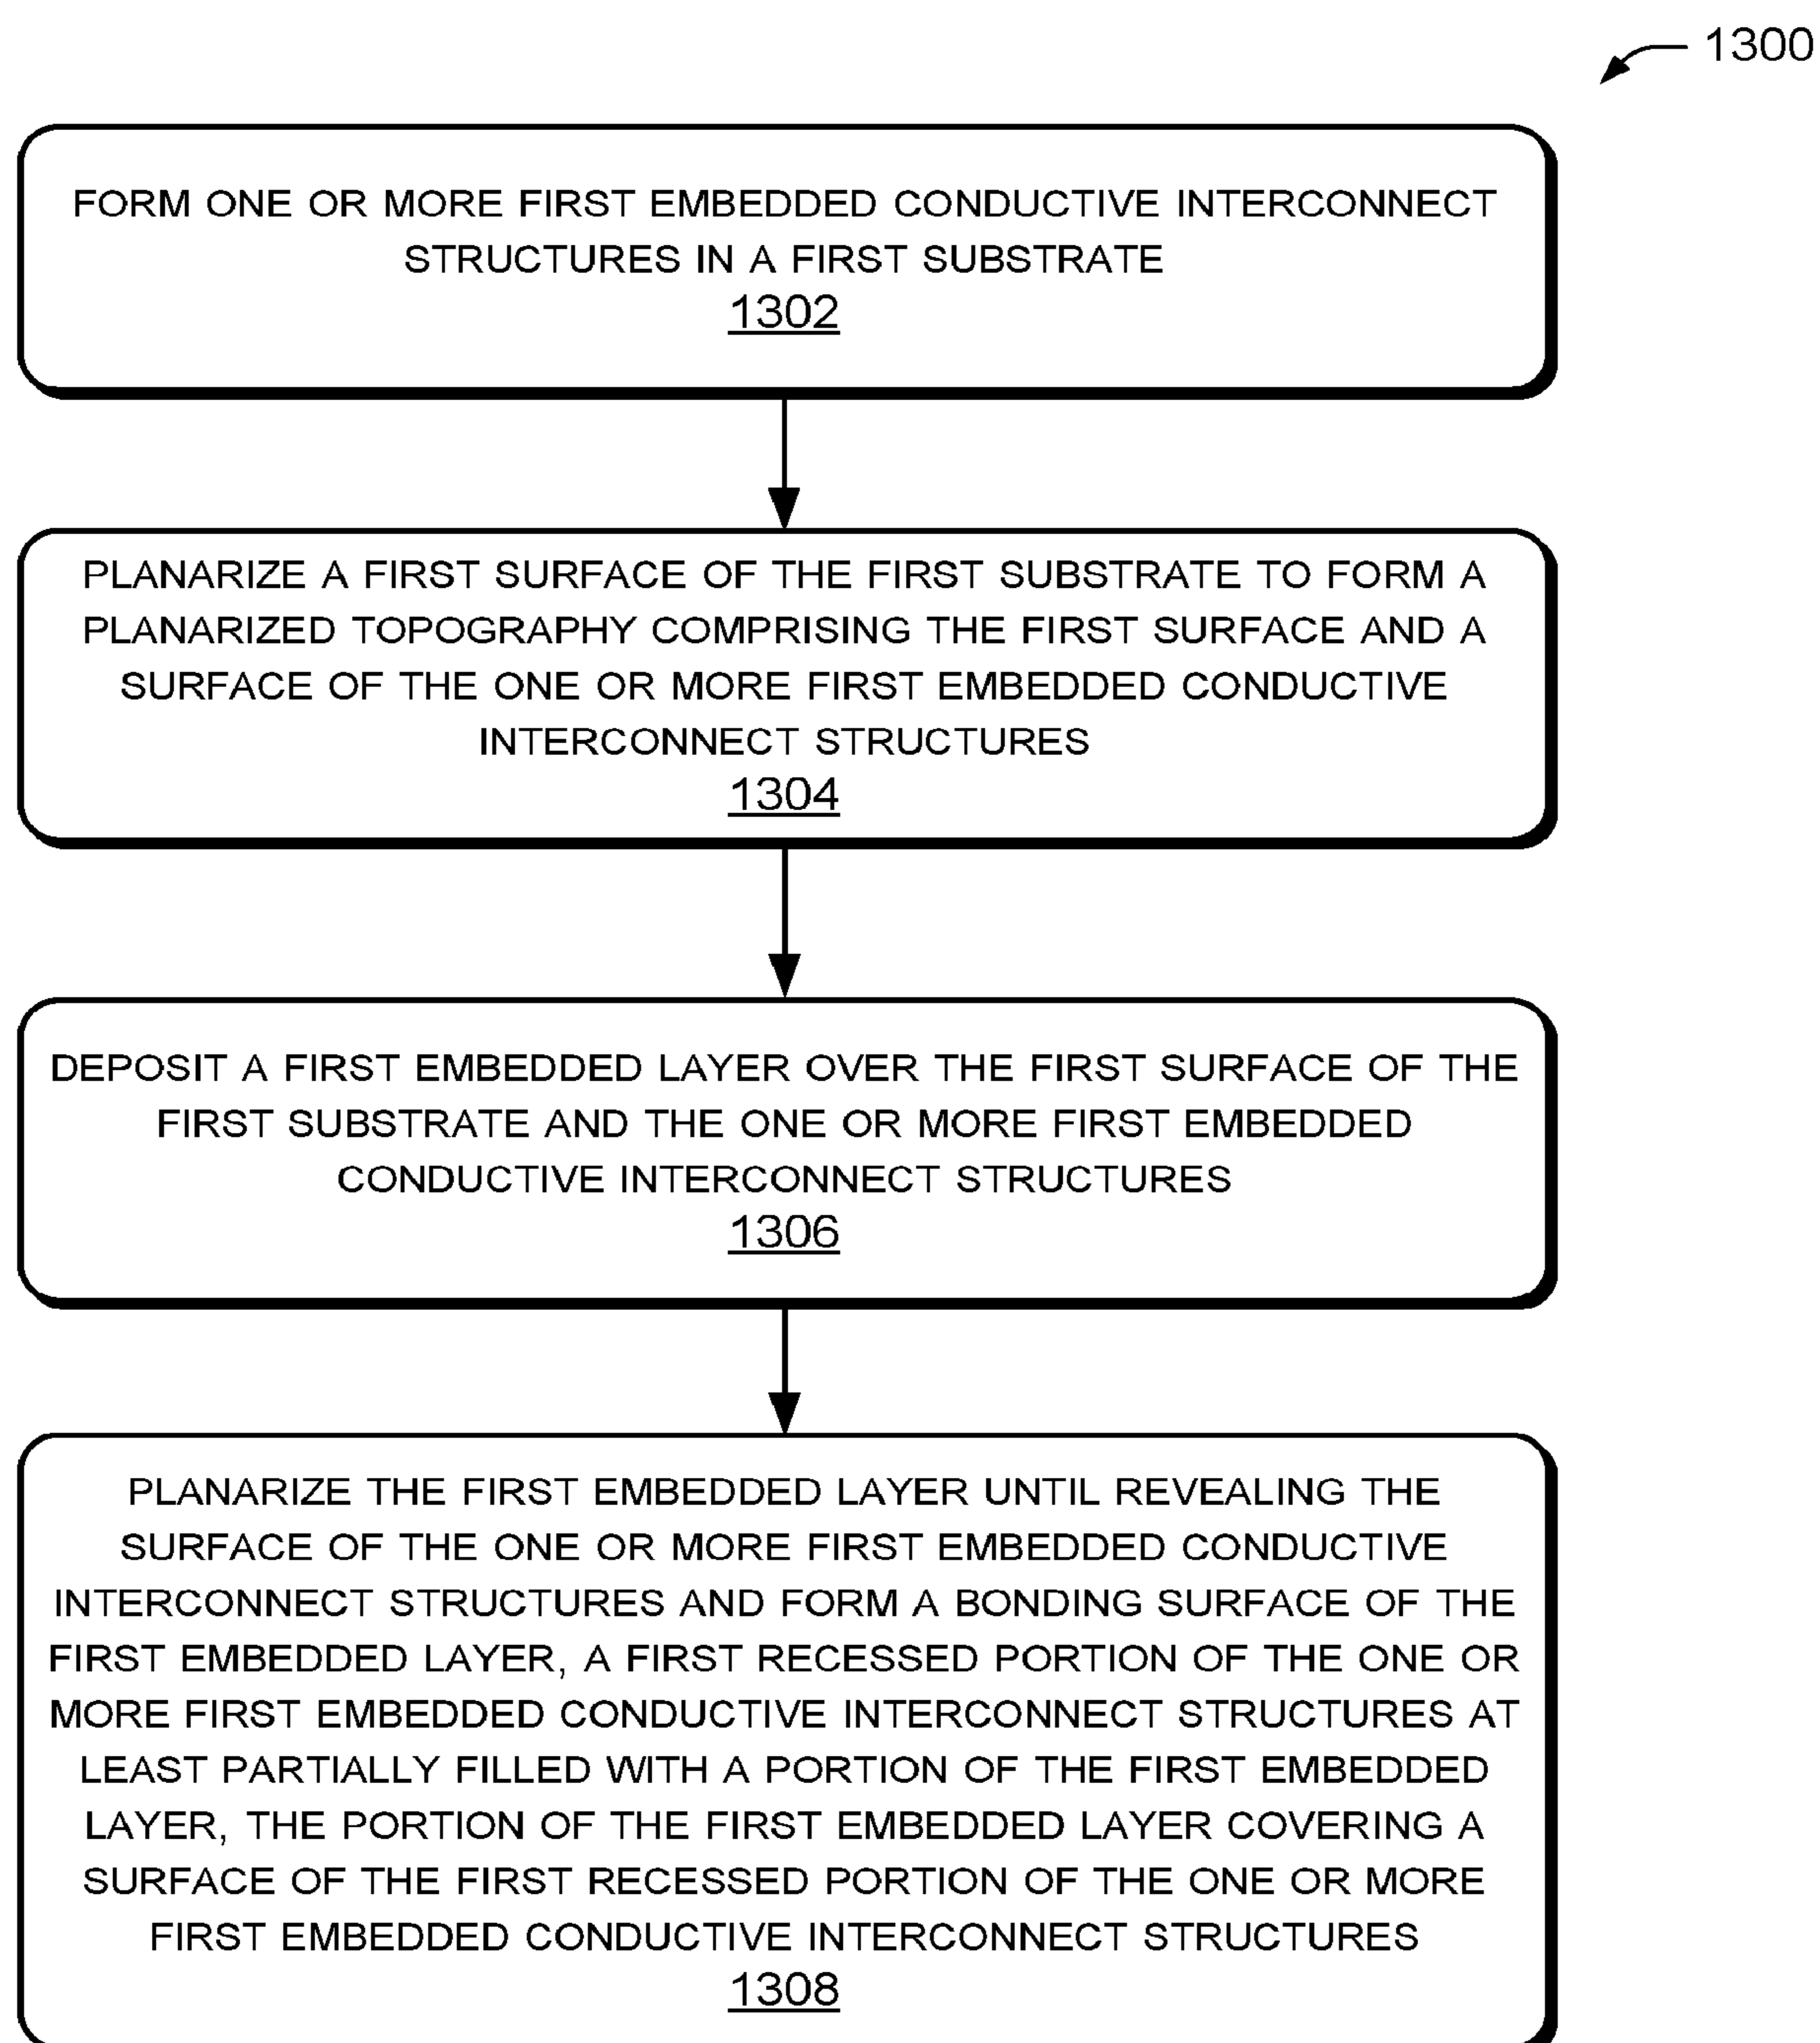 1300
FORM ONE OR MORE FIRST EMBEDDED CONDUCTIVE INTERCONNECT
STRUCTURES IN A FIRST SUBSTRATE
1302
PLANARIZE A FIRST SURFACE OF THE FIRST SUBSTRATE TO FORM A
PLANARIZED TOPOGRAPHY COMPRISING THE FIRST SURFACE AND A
SURFACE OF THE ONE OR MORE FIRST EMBEDDED CONDUCTIVE
INTERCONNECT STRUCTURES
1304
DEPOSIT A FIRST EMBEDDED LAYER OVER THE FIRST SURFACE OF THE
FIRST SUBSTRATE AND THE ONE OR MORE FIRST EMBEDDED
CONDUCTIVE INTERCONNECT STRUCTURES
1306
PLANARIZE THE FIRST EMBEDDED LAYER UNTIL REVEALING THE
SURFACE OF THE ONE OR MORE FIRST EMBEDDED CONDUCTIVE
INTERCONNECT STRUCTURES AND FORM A BONDING SURFACE OF THE
FIRST EMBEDDED LAYER, A FIRST RECESSED PORTION OF THE ONE OR
MORE FIRST EMBEDDED CONDUCTIVE INTERCONNECT STRUCTURES AT
LEAST PARTIALLY FILLED WITH A PORTION OF THE FIRST EMBEDDED
LAYER, THE PORTION OF THE FIRST EMBEDDED LAYER COVERING A
SURFACE OF THE FIRST RECESSED PORTION OF THE ONE OR MORE
FIRST EMBEDDED CONDUCTIVE INTERCONNECT STRUCTURES
1308